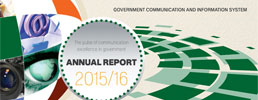 GOVERNMENT COMMUNICATION AND INFORMATION SYSTEM
The pulse of communication
excellence in government
ANNUAL REPORT
2015/16